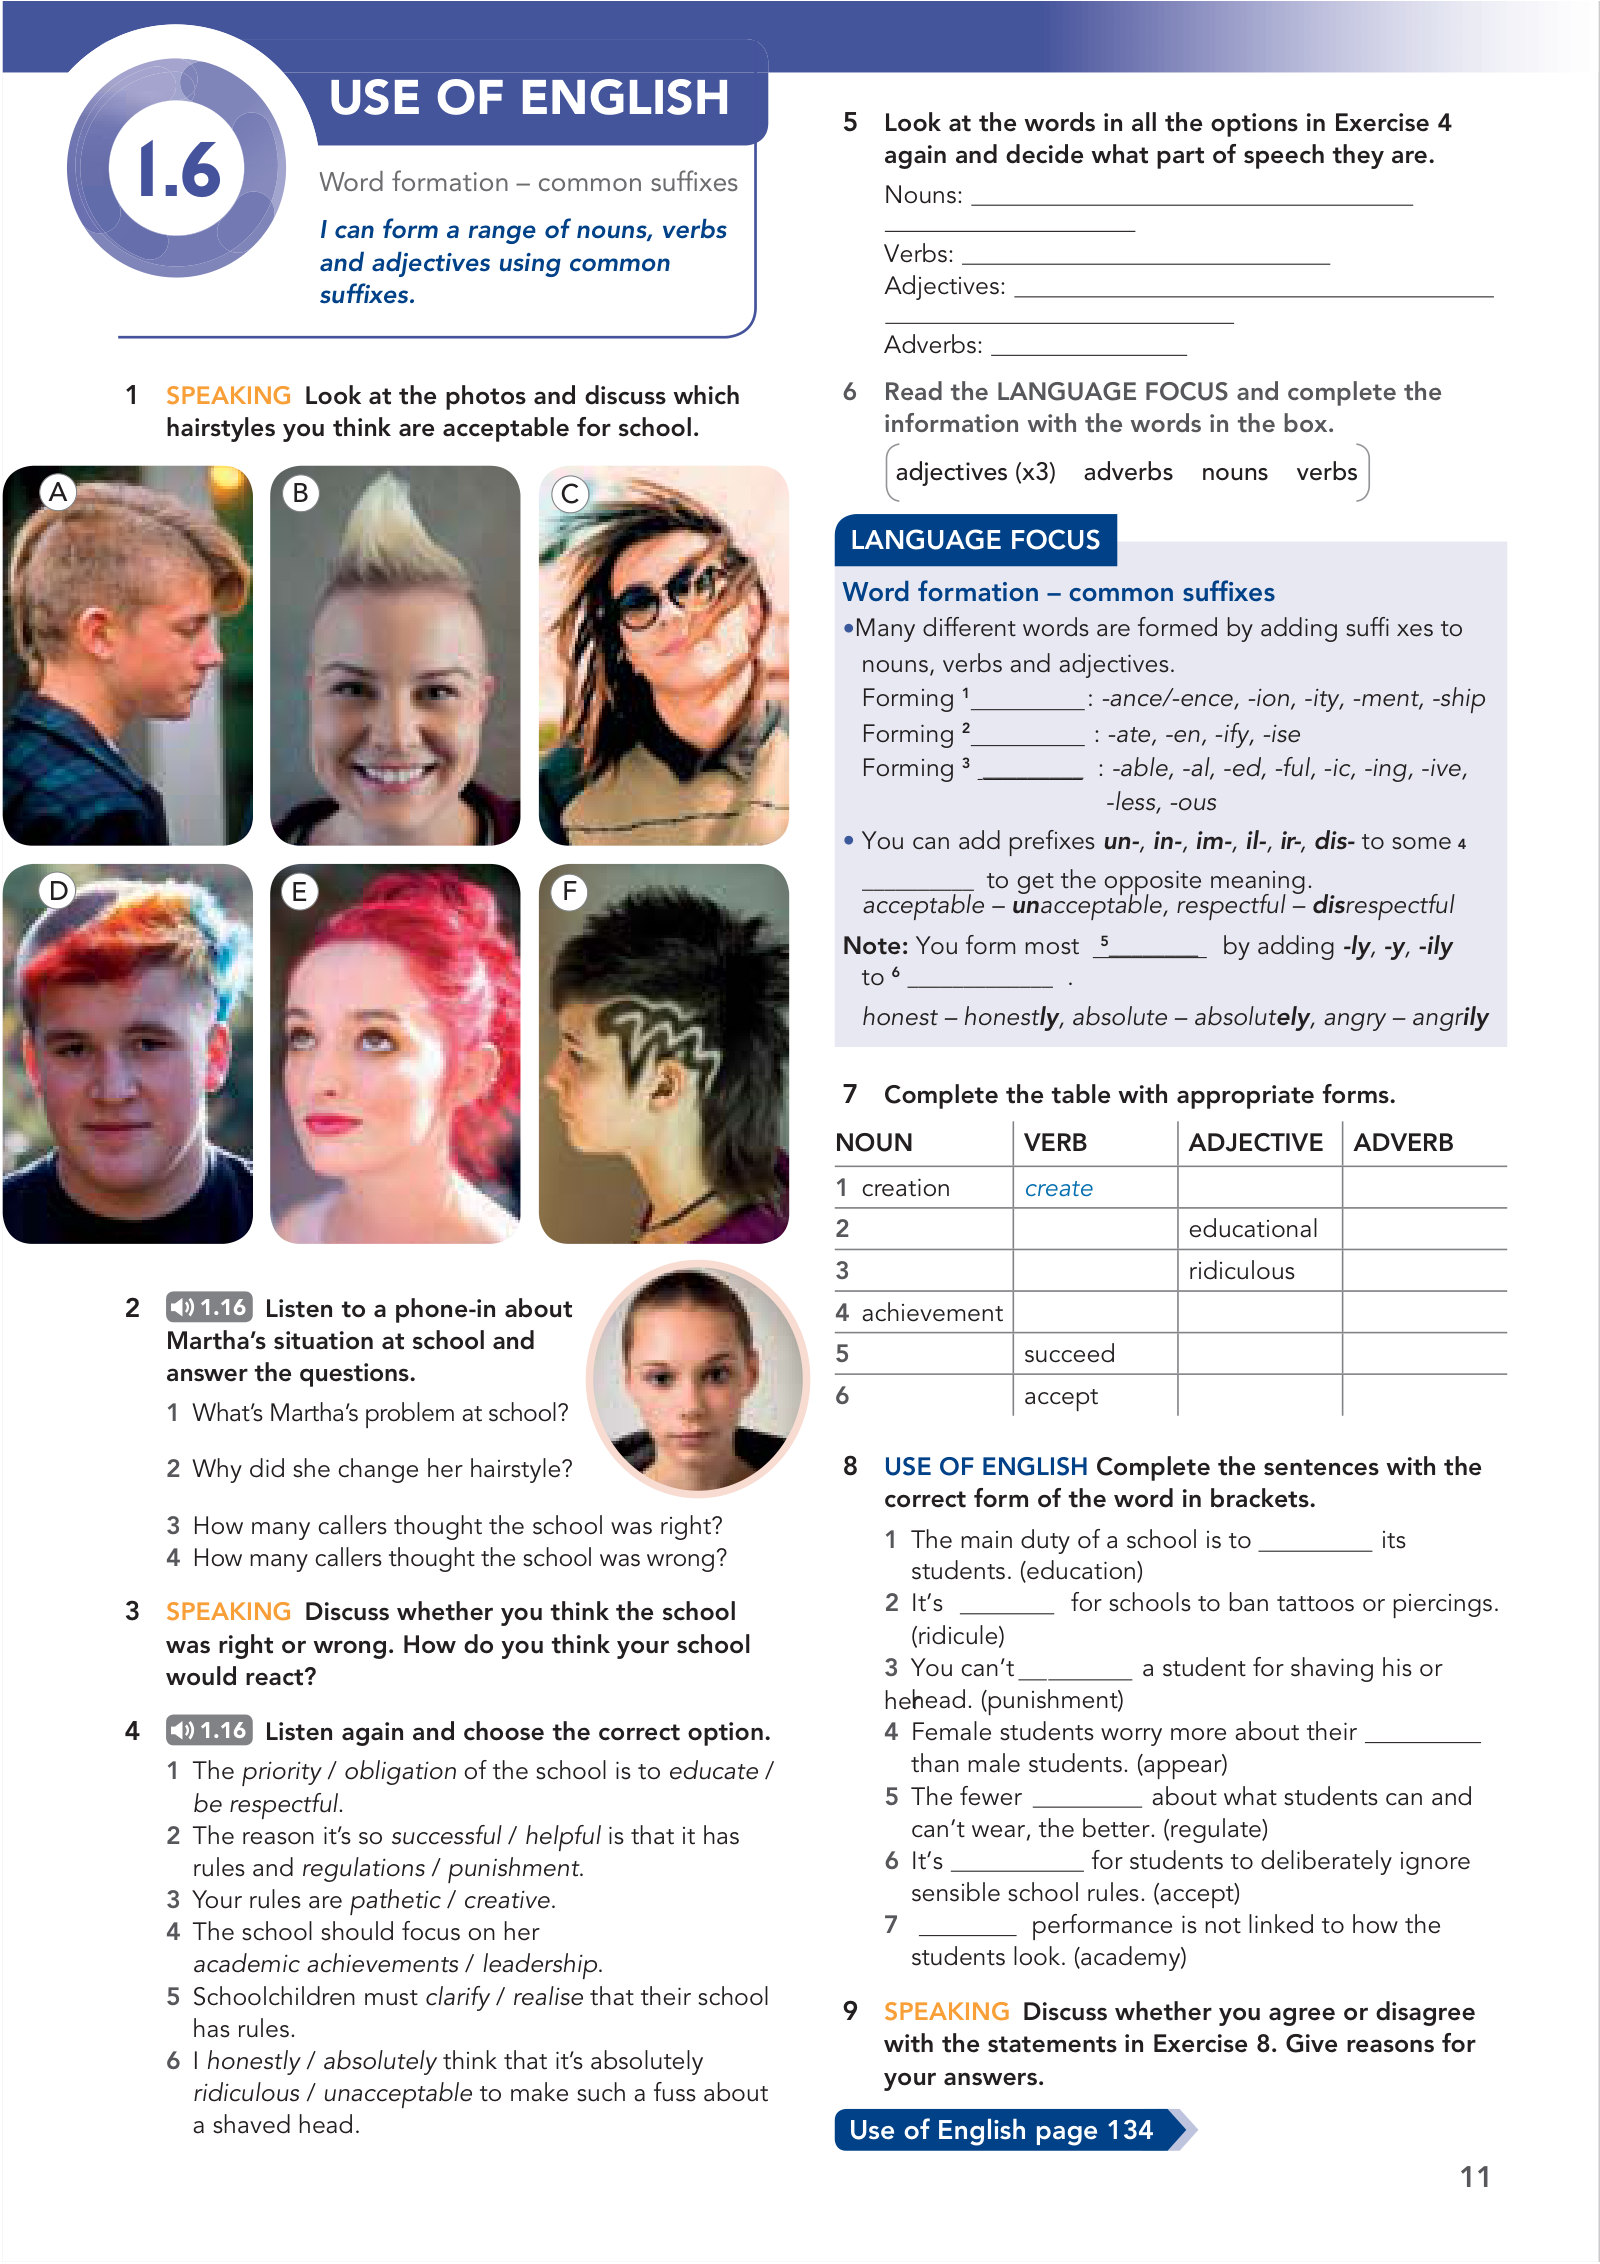 1.6
USE OF ENGLISH
Word formation – common suffixes
I can form a range of nouns, verbs
and adjectives using common
suffixes.
1 SPEAKING Look at the photos and discuss which
hairstyles you think are acceptable for school.
A
B
C
D
E
F
2 1.16 Listen to a phone-in about
Martha's situation at school and
answer the questions.
1 What's Martha's problem at school?
2 Why did she change her hairstyle?
3 How many callers thought the school was right?
4 How many callers thought the school was wrong?
3 SPEAKING Discuss whether you think the school
was right or wrong. How do you think your school
would react?
4 1.16 Listen again and choose the correct option.
1 The priority / obligation of the school is to educate /
be respectful.
2 The reason it's so successful / helpful is that it has
rules and regulations / punishment.
3 Your rules are pathetic / creative.
4 The school should focus on her
academic achievements / leadership.
5 Schoolchildren must clarify / realise that their school
has rules.
6 I honestly / absolutely think that it's absolutely
ridiculous / unacceptable to make such a fuss about
a shaved head.
5 Look at the words in all the options in Exercise 4
again and decide what part of speech they are.
Nouns: ____________
____________
Verbs: ____________
Adjectives: ____________
____________
Adverbs: ____________
6 Read the LANGUAGE FOCUS and complete the
information with the words in the box.
adjectives (x3) adverbs nouns verbs
LANGUAGE FOCUS
Word formation – common suffixes
•Many different words are formed by adding suffi xes to
nouns, verbs and adjectives.
Forming 1________ : -ance/-ence, -ion, -ity, -ment, -ship
Forming 2________ : -ate, -en, -ify, -ise
Forming 3 ________ : -able, -al, -ed, -ful, -ic, -ing, -ive,
-less, -ous
• You can add prefixes un-, in-, im-, il-, ir-, dis- to some 4
________ to get the opposite meaning.
acceptable – unacceptable, respectful – disrespectful
Note: You form most 5________ by adding -ly, -y, -ily
to 6 ________ .
honest – honestly, absolute – absolutely, angry – angrily
7 Complete the table with appropriate forms.
NOUN VERB ADJECTIVE ADVERB
1 creation create
2 educational
3 ridiculous
4 achievement
5 succeed
6 accept
8 USE OF ENGLISH Complete the sentences with the
correct form of the word in brackets.
1 The main duty of a school is to ________ its
students. (education)
2 It's ________ for schools to ban tattoos or piercings.
(ridicule)
3 You can't ________ a student for shaving his or
her head. (punishment)
4 Female students worry more about their ________
than male students. (appear)
5 The fewer ________ about what students can and
can't wear, the better. (regulate)
6 It's ________ for students to deliberately ignore
sensible school rules. (accept)
7 ________ performance is not linked to how the
students look. (academy)
9 SPEAKING Discuss whether you agree or disagree
with the statements in Exercise 8. Give reasons for
your answers.
Use of English page 134
11